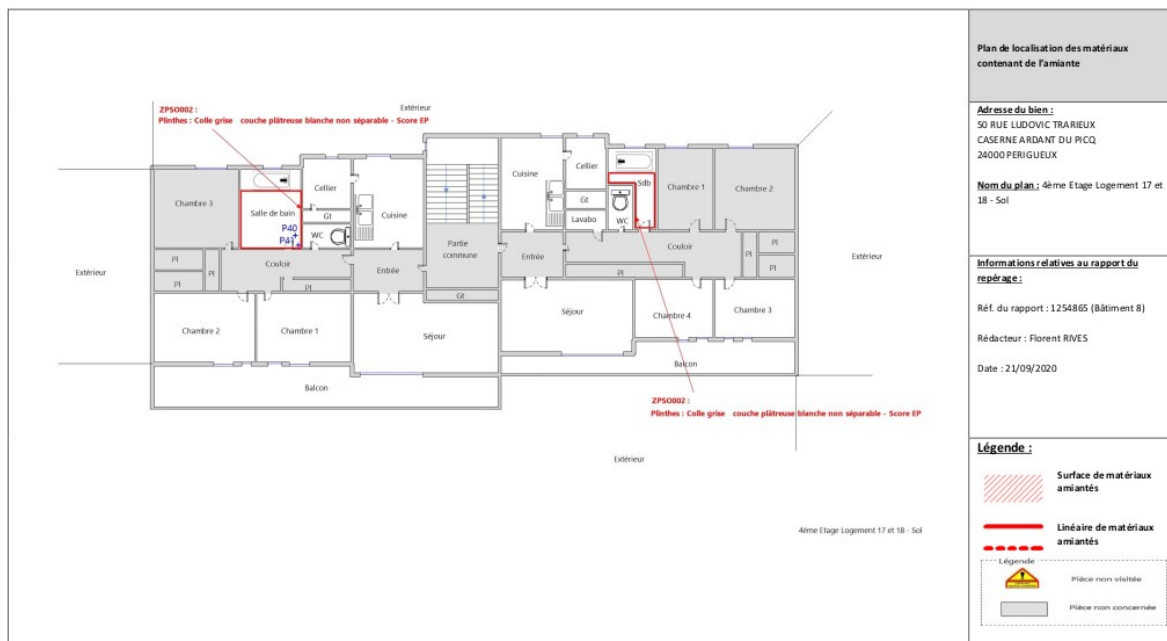 Plan de localisation des matériaux
contenant de l'amiante
Adresse du bien :
50 RUE LUDOVIC TRARIEUX
CASERNE ARDANT DU PICQ
24000 PERIGUEUX
Nom du plan : 4ème Etage Logement 17 et
18 - Sol
Informations relatives au rapport du
repérage :
Réf. du rapport : 1254865 (Bâtiment 8)
Rédacteur : Florent RIVES
Date : 21/09/2020
Légende :
Surface de matériaux
amiantés
Linéaire de matériaux
amiantés
Légende
Pièce non visitée
Pièce non concernée
ZPSO002 :
Plinthes : Colle grise couche plâtreuse blanche non séparable - Score EP
Extérieur
Cellier
Cuisine
Cuisine
Cellier
Sdb
Chambre 1
Chambre 2
Chambre 3
Salle de bain
Gt
Gt
P40
P41
WC
Lavabo
WC
Partie
commune
Couloir
Entrée
Entrée
Couloir
Extérieur
Extérieur
Pl
Pl
Pl
Pl
Pl
Pl
Pl
Pl
Gt
Chambre 2
Chambre 1
Séjour
Séjour
Chambre 4
Chambre 3
Balcon
Balcon
ZPSO002 :
Plinthes : Colle grise couche plâtreuse blanche non séparable - Score EP
Extérieur
4ème Etage Logement 17 et 18 - Sol